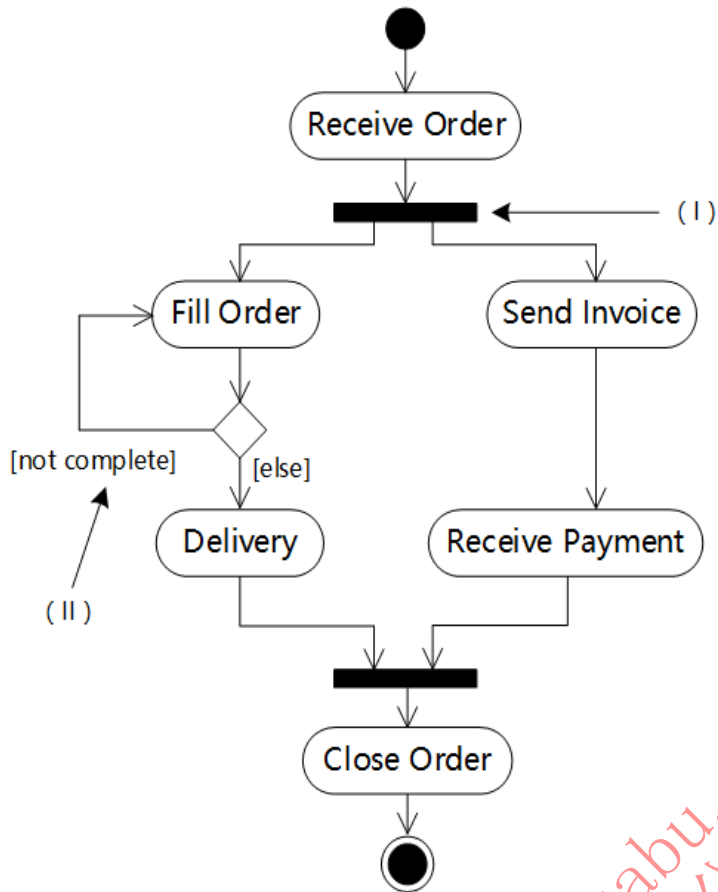 Receive Order
( I )
Fill Order
Send Invoice
[not complete]
[else]
Delivery
Receive Payment
( II )
Close Order